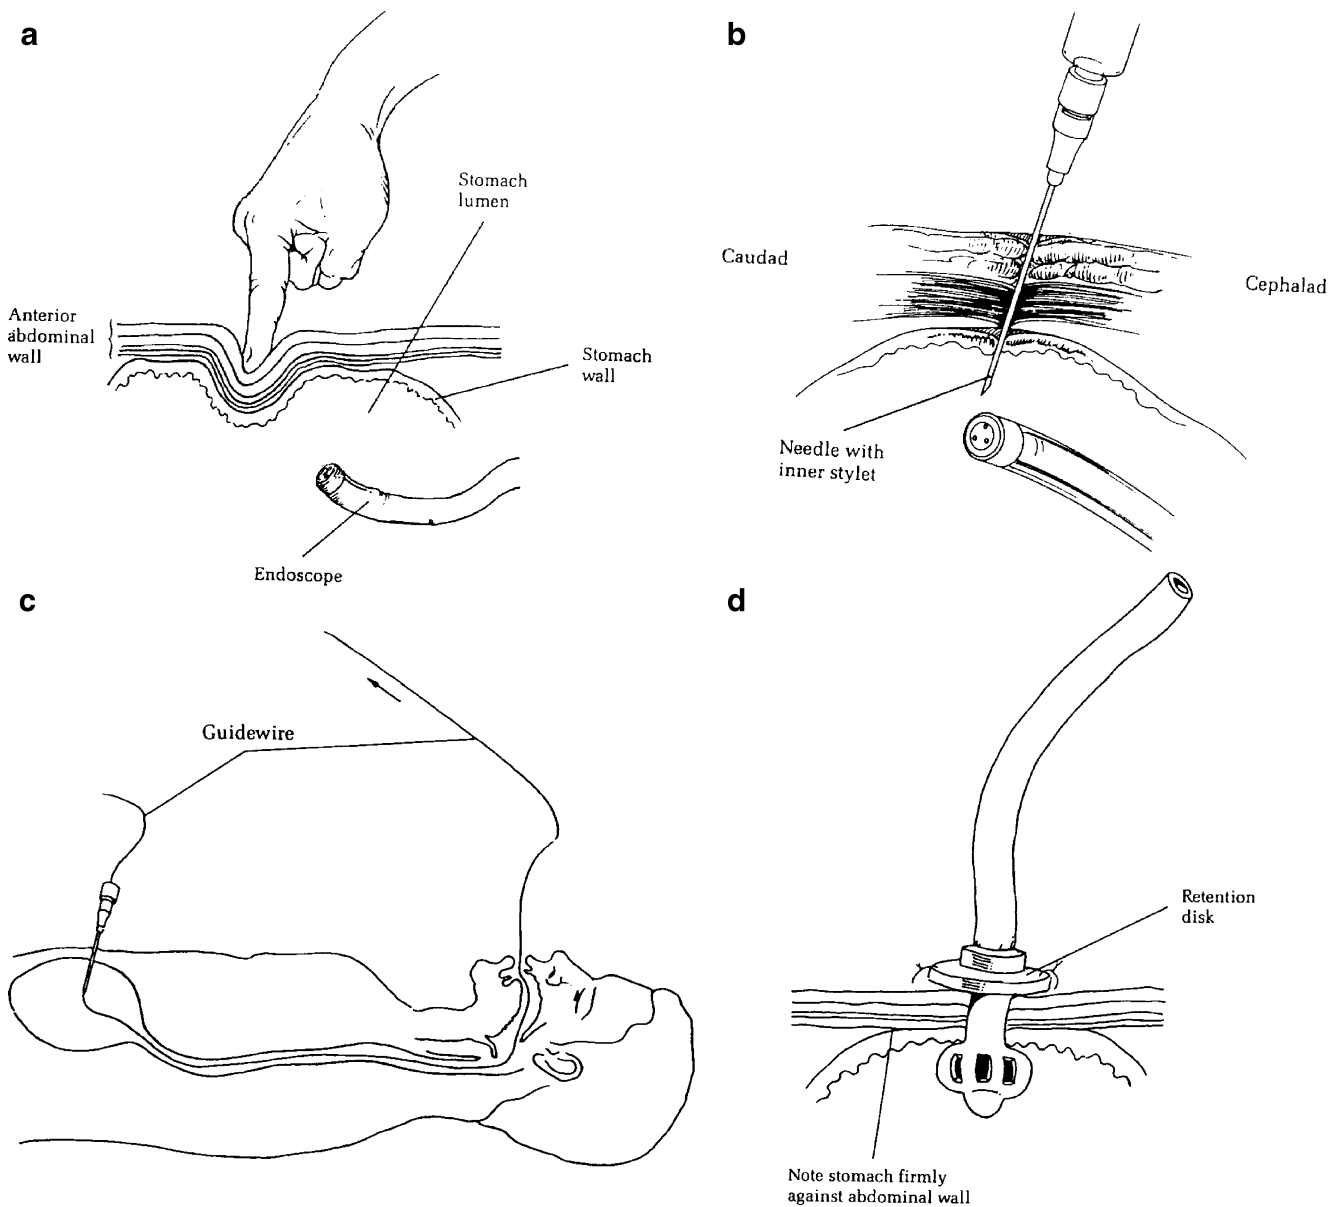 a
Stomach
lumen
Anterior
abdominal
wall
Stomach
wall
Endoscope
b
Caudad
Cephalad
Needle with
inner stylet
c
Guidewire
d
Retention
disk
Note stomach firmly
against abdominal wall